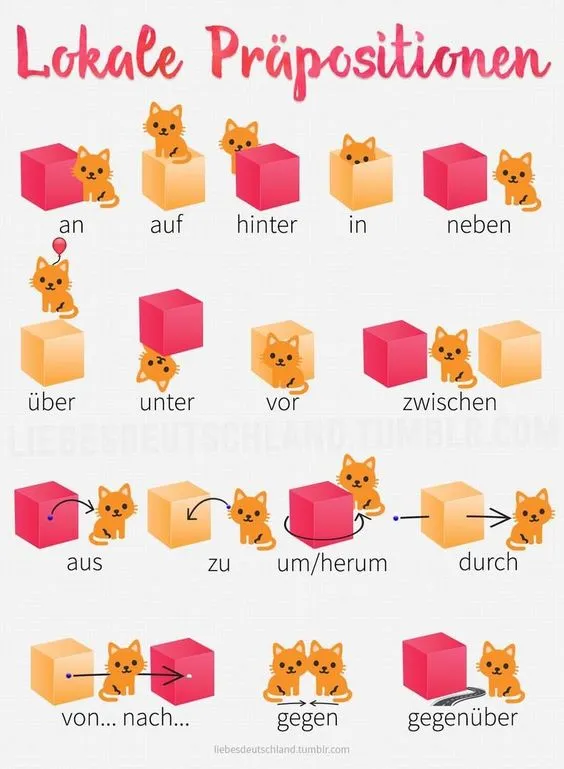 Lokale Präpositionen
an auf hinter in neben
über unter vor zwischen
LIEBESDEUTSCHLAND.TUMBLR.COM
aus zu um/herum durch
von... nach... gegen gegenüber
liebesdeutschland.tumblr.com